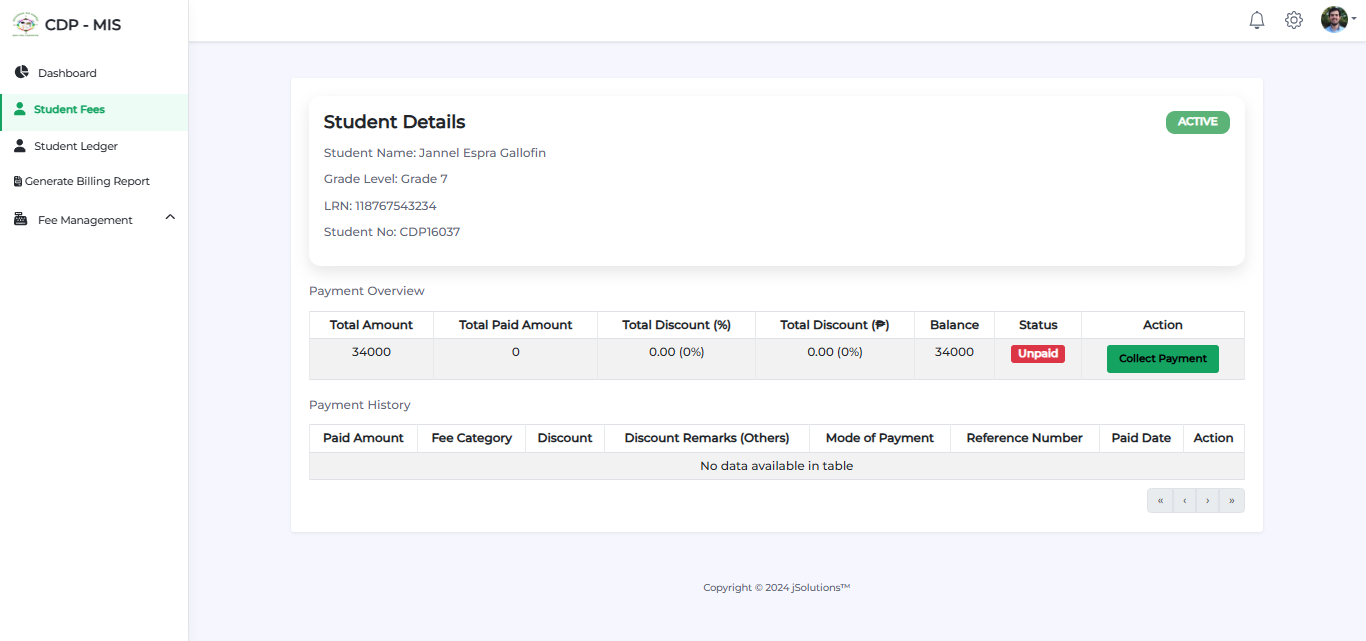 CDP - MIS
Dashboard
Student Fees
Student Ledger
Generate Billing Report
Fee Management
Student Details
ACTIVE
Student Name: Jannel Espra Gallofin
Grade Level: Grade 7
LRN: 118767543234
Student No: CDP16037
Payment Overview
Total Amount Total Paid Amount Total Discount (%) Total Discount (₱) Balance Status Action
34000 0 0.00 (0%) 0.00 (0%) 34000 Unpaid Collect Payment
Payment History
Paid Amount Fee Category Discount Discount Remarks (Others) Mode of Payment Reference Number Paid Date Action
No data available in table
« ‹ › »
Copyright © 2024 jSolutions™